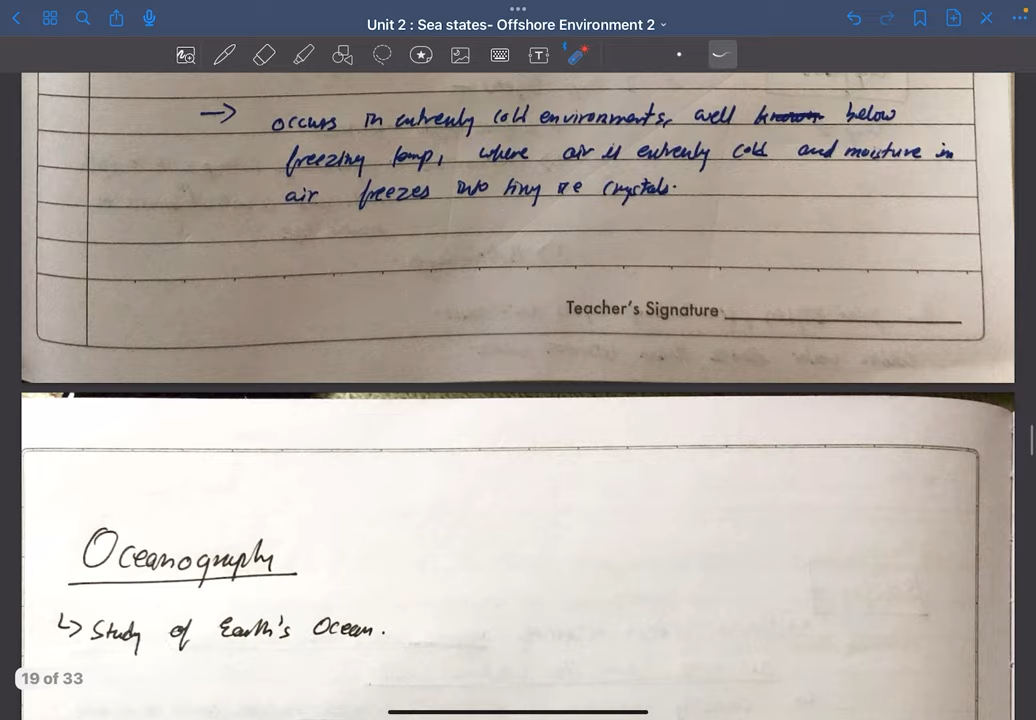 Unit 2 : Sea states- Offshore Environment 2
→ occurs in extremely cold environments, well below
freezing temp, where air is extremely cold and moisture in
air freezes into tiny ice crystals.
Teacher's Signature
Oceanography
↳ Study of Earth's Ocean.
19 of 33